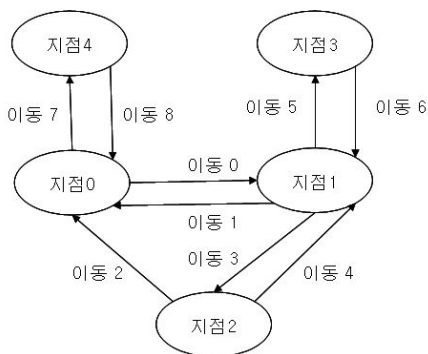 지점4
지점3
이동 7
이동 8
이동 5
이동 6
이동 0
지점0
지점1
이동 1
이동 2
이동 3
이동 4
지점2